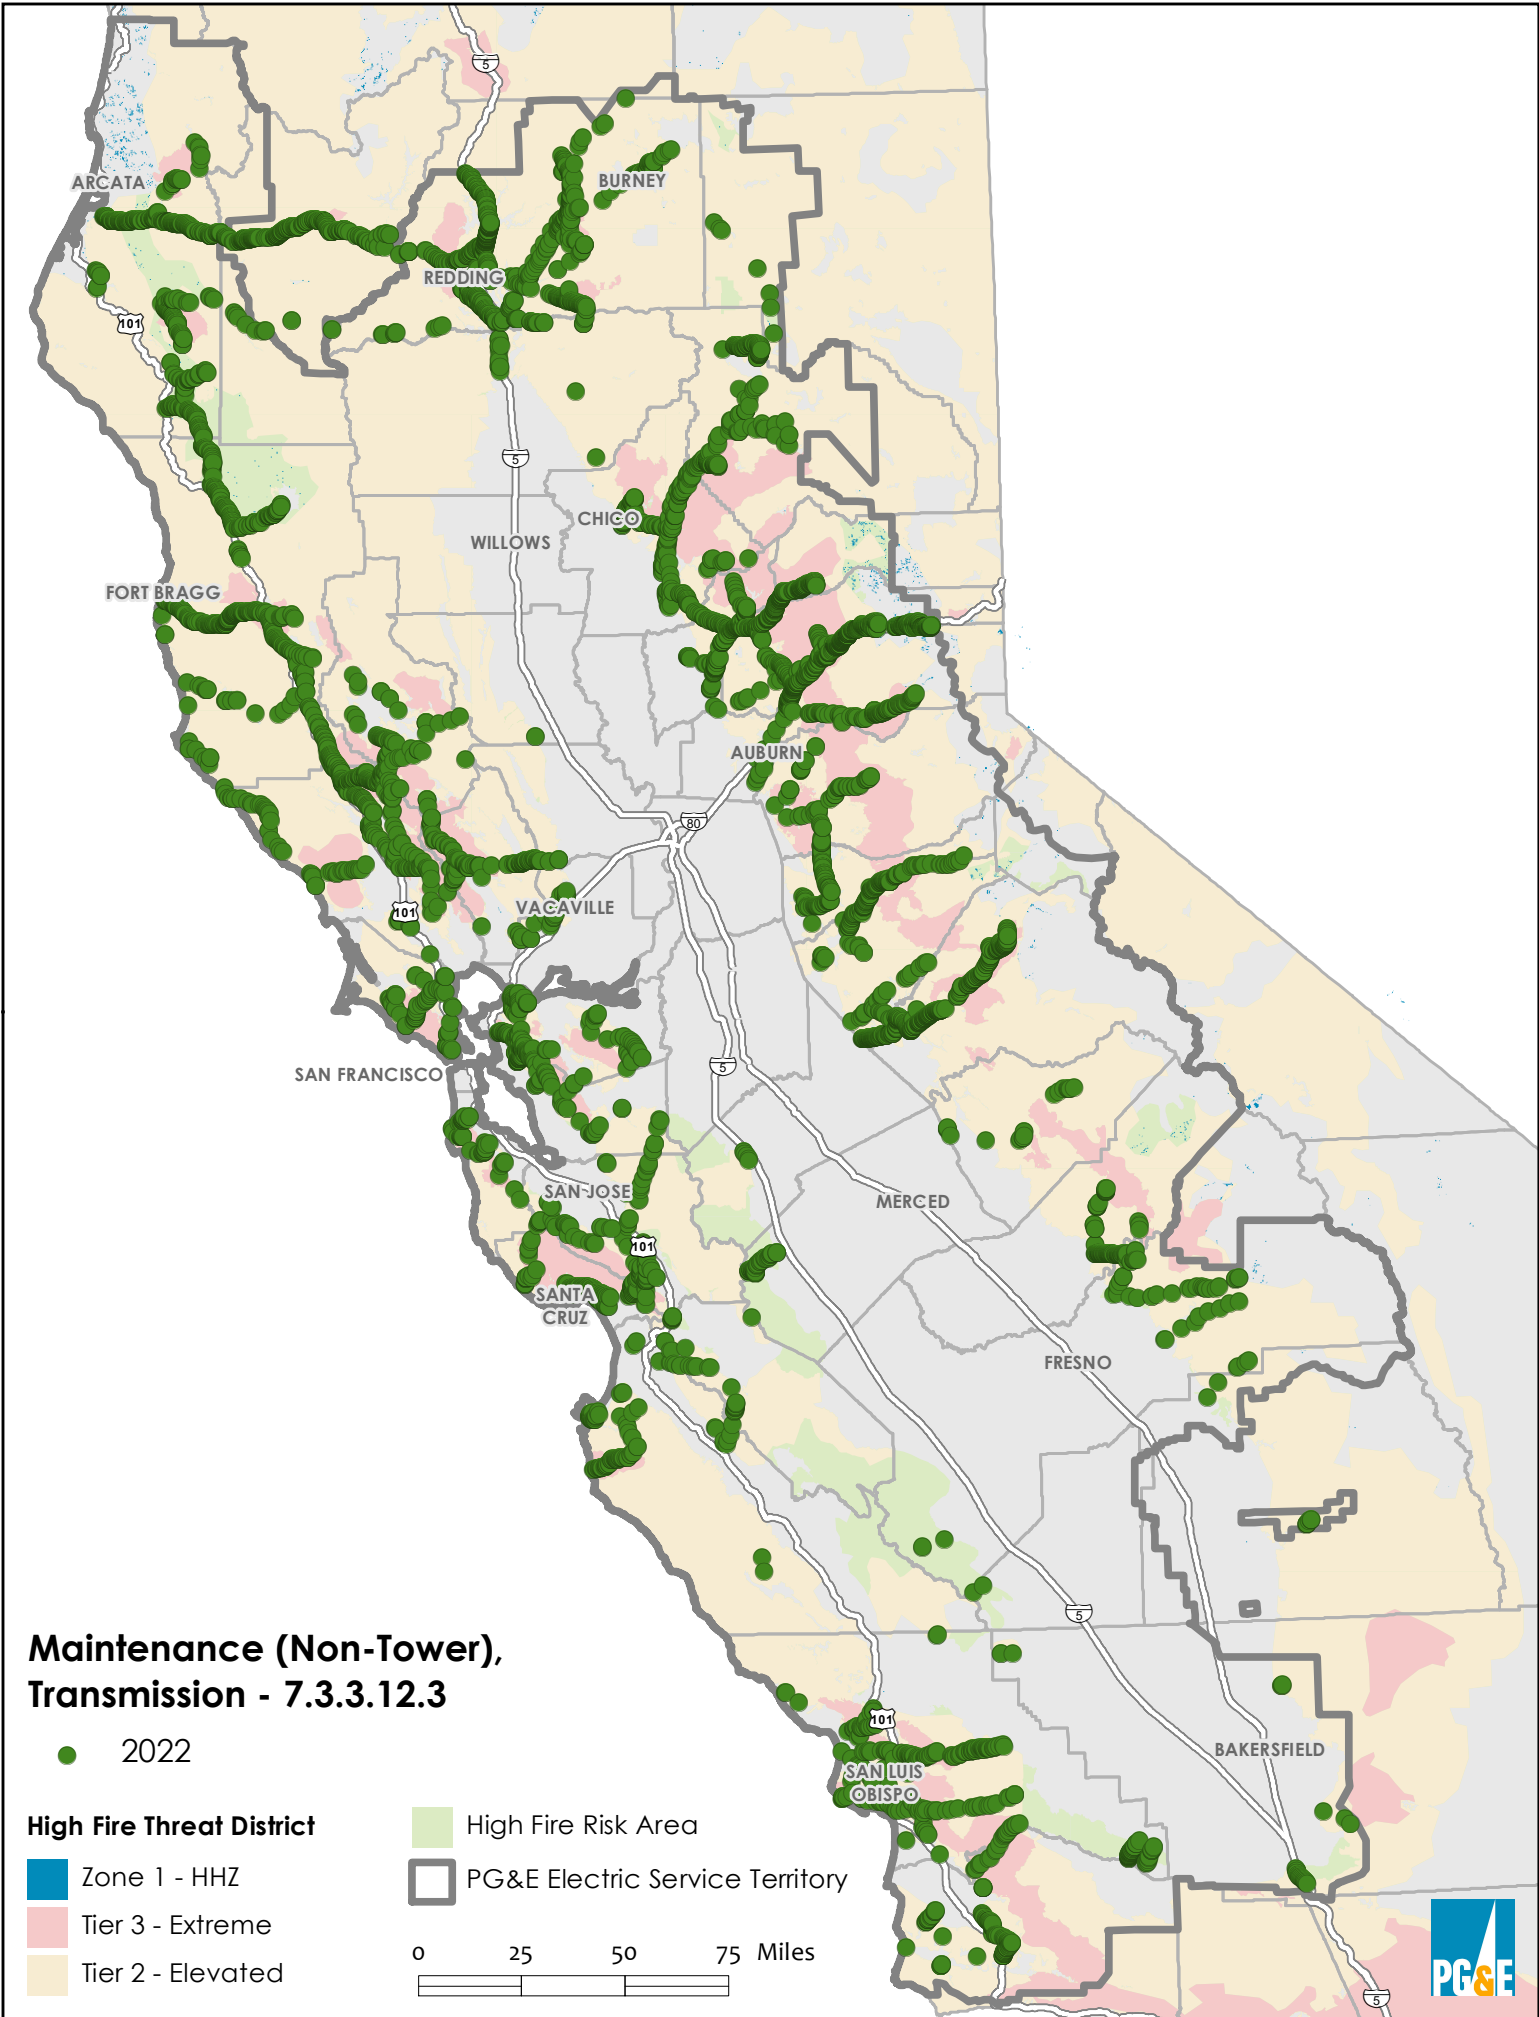 5
ARCATA
BURNEY
REDDING
101
5
CHICO
WILLOWS
FORT BRAGG
AUBURN
80
101
VACAVILLE
5
SAN FRANCISCO
SAN JOSE
MERCED
101
SANTA
CRUZ
FRESNO
5
101
BAKERSFIELD
SAN LUIS
OBISPO
5
Maintenance (Non-Tower),
Transmission - 7.3.3.12.3
2022
High Fire Threat District
Zone 1 - HHZ
Tier 3 - Extreme
Tier 2 - Elevated
High Fire Risk Area
PG&E Electric Service Territory
0 25 50 75 Miles
PG&E